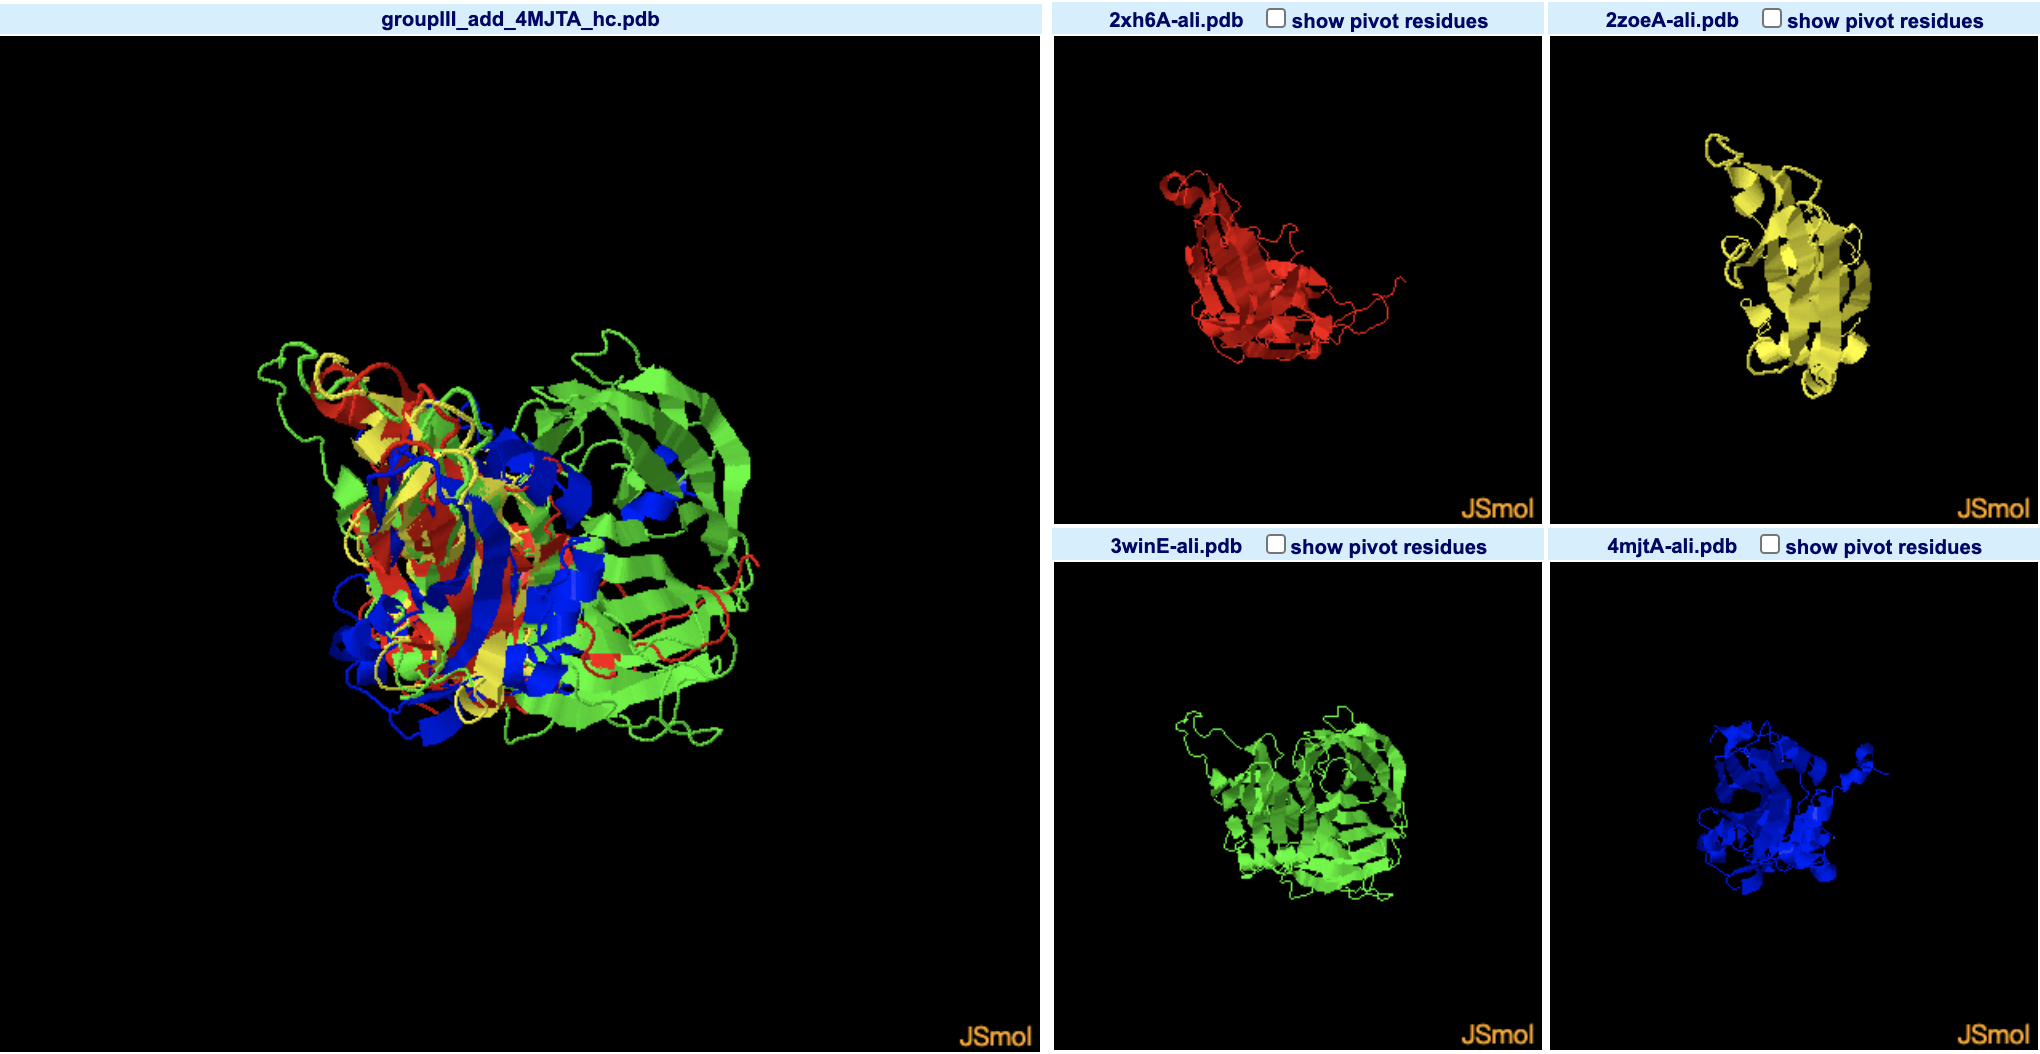 groupIII_add_4MJTA_hc.pdb
JSmol
2xh6A-ali.pdb show pivot residues
JSmol
2zoeA-ali.pdb show pivot residues
JSmol
3winE-ali.pdb show pivot residues
JSmol
4mjtA-ali.pdb show pivot residues
JSmol